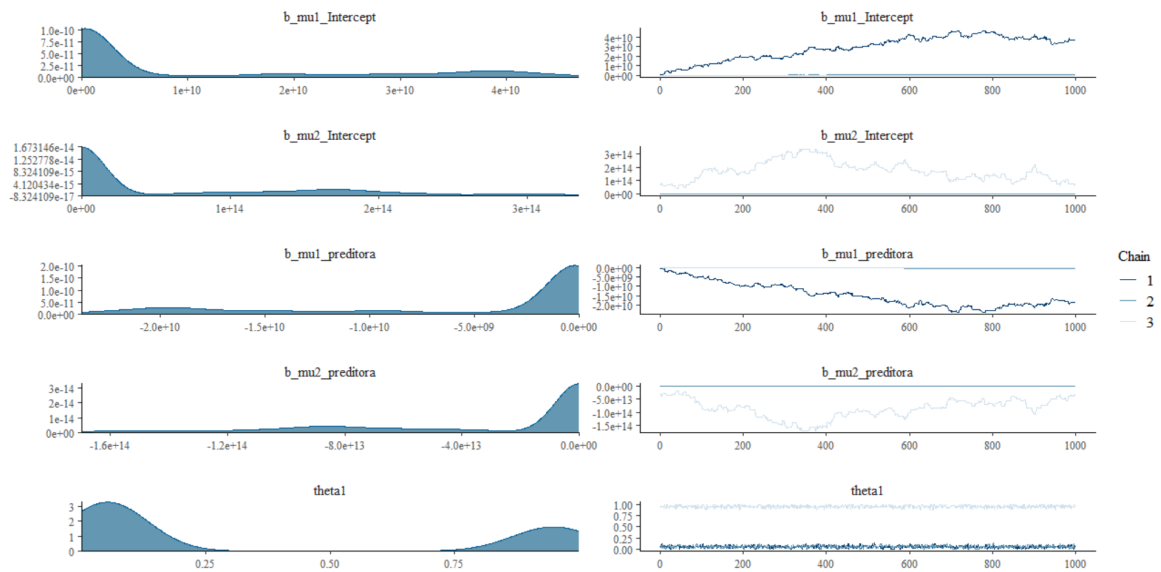 b_mu1_Intercept
1.0e-10
7.5e-11
5.0e-11
2.5e-11
0.0e+00
0e+00 1e+10 2e+10 3e+10 4e+10
b_mu1_Intercept
4e+10
3e+10
2e+10
1e+10
0e+00
0 200 400 600 800 1000
b_mu2_Intercept
1.673146e-14
1.252778e-14
8.324109e-15
4.120434e-15
-8.324109e-17
0e+00 1e+14 2e+14 3e+14
b_mu2_Intercept
3e+14
2e+14
1e+14
0e+00
0 200 400 600 800 1000
b_mu1_preditora
2.0e-10
1.5e-10
1.0e-10
5.0e-11
0.0e+00
-2.0e+10 -1.5e+10 -1.0e+10 -5.0e+09 0.0e+00
b_mu1_preditora
0.0e+00
-5.0e+09
-1.0e+10
-1.5e+10
-2.0e+10
0 200 400 600 800 1000
b_mu2_preditora
3e-14
2e-14
1e-14
0e+00
-1.6e+14 -1.2e+14 -8.0e+13 -4.0e+13 0.0e+00
b_mu2_preditora
0.0e+00
-5.0e+13
-1.0e+14
-1.5e+14
0 200 400 600 800 1000
theta1
3
2
1
0
0.25 0.50 0.75
theta1
1.00
0.75
0.50
0.25
0.00
0 200 400 600 800 1000
Chain
1
2
3